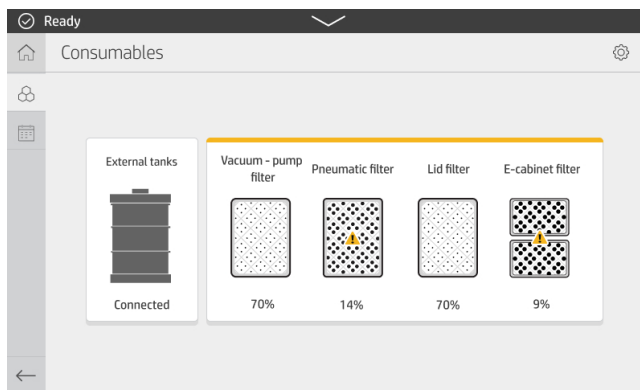 Ready
Consumables
External tanks
Connected
Vacuum - pump
filter
70%
Pneumatic filter
14%
Lid filter
70%
E-cabinet filter
9%